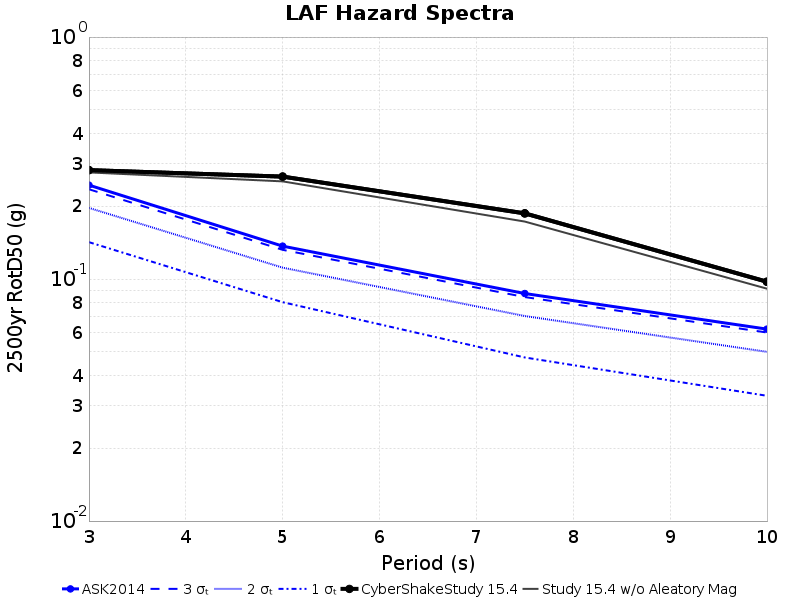 LAF Hazard Spectra
10^0
8
6
4
3
2
10^-1
8
6
4
3
2
10^-2
2500yr RotD50 (g)
3 4 5 6 7 8 9 10
Period (s)
ASK2014 3 σₜ 2 σₜ 1 σₜ CyberShakeStudy 15.4 Study 15.4 w/o Aleatory Mag